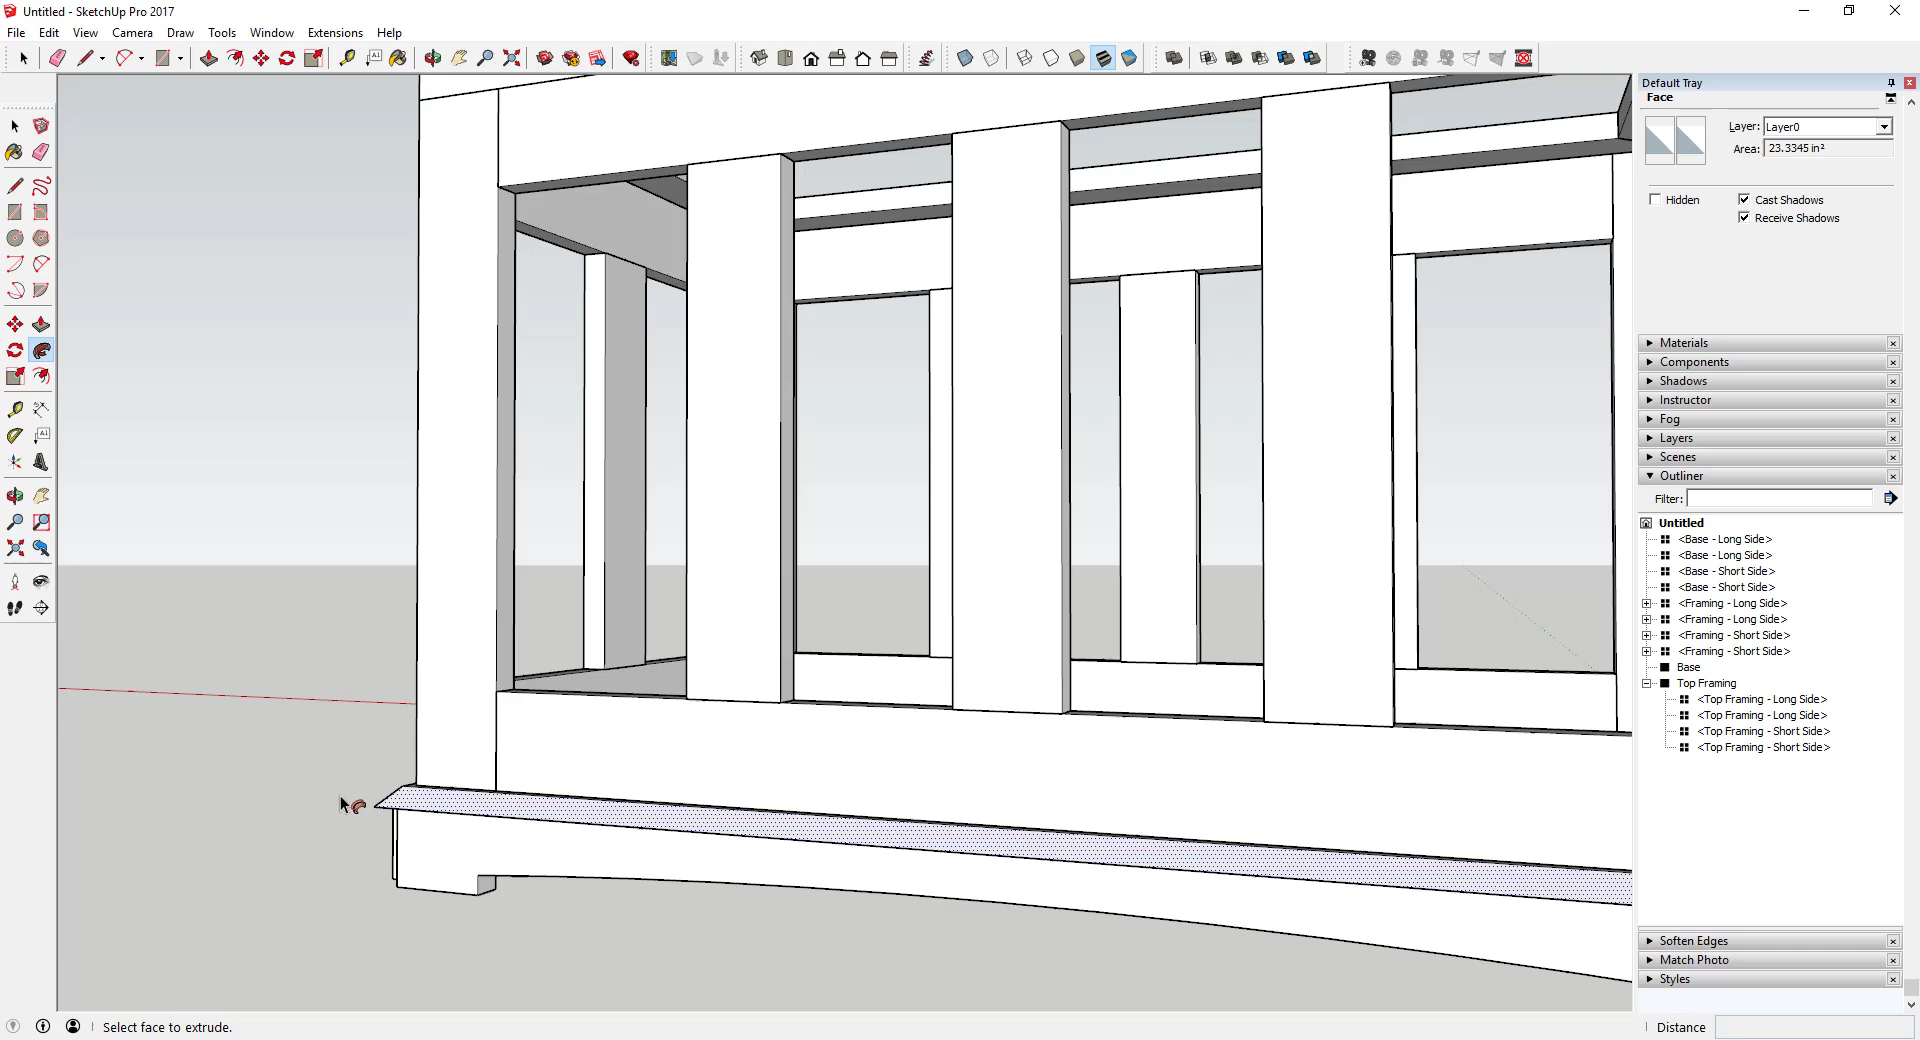 Untitled - SketchUp Pro 2017
File Edit View Camera Draw Tools Window Extensions Help
Default Tray
Face
Layer: Layer0
Area: 23.3345 in²
Hidden Cast Shadows
Receive Shadows
Materials
Components
Shadows
Instructor
Fog
Layers
Scenes
Outliner
Filter:
Untitled
<Base - Long Side>
<Base - Long Side>
<Base - Short Side>
<Base - Short Side>
<Framing - Long Side>
<Framing - Long Side>
<Framing - Short Side>
<Framing - Short Side>
Base
Top Framing
<Top Framing - Long Side>
<Top Framing - Long Side>
<Top Framing - Short Side>
<Top Framing - Short Side>
Soften Edges
Match Photo
Styles
Select face to extrude.
Distance